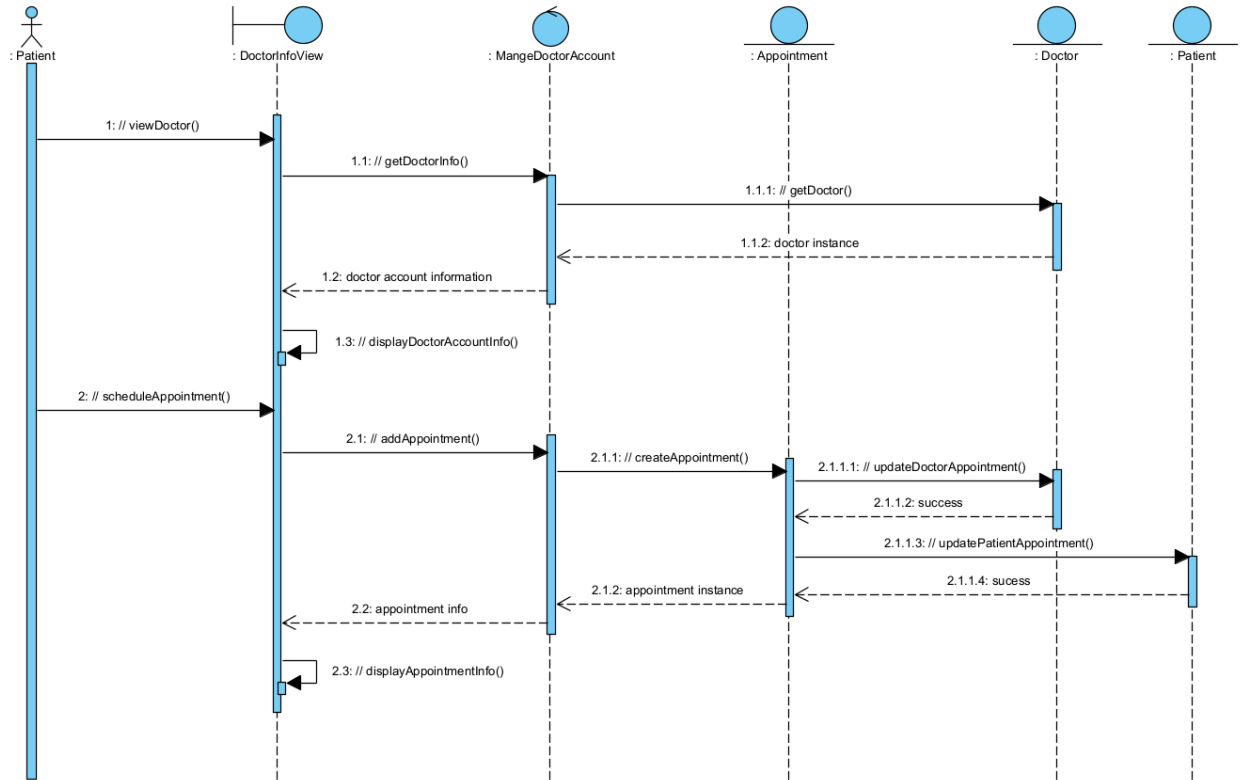 : Patient
: DoctorInfoView
: MangeDoctorAccount
: Appointment
: Doctor
: Patient
1: // viewDoctor()
1.1: // getDoctorInfo()
1.1.1: // getDoctor()
1.1.2: doctor instance
1.2: doctor account information
1.3: // displayDoctorAccountInfo()
2: // scheduleAppointment()
2.1: // addAppointment()
2.1.1: // createAppointment()
2.1.1.1: // updateDoctorAppointment()
2.1.1.2: success
2.1.1.3: // updatePatientAppointment()
2.1.1.4: sucess
2.1.2: appointment instance
2.2: appointment info
2.3: // displayAppointmentInfo()